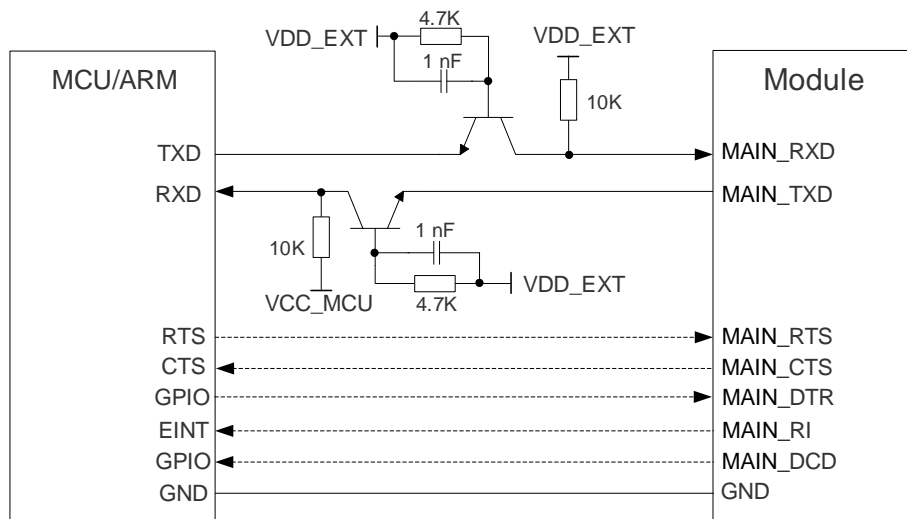 4.7K
VDD_EXT
VDD_EXT
1 nF
MCU/ARM
Module
10K
TXD
MAIN_RXD
RXD
MAIN_TXD
1 nF
10K
VDD_EXT
VCC_MCU
4.7K
RTS
MAIN_RTS
CTS
MAIN_CTS
GPIO
MAIN_DTR
EINT
MAIN_RI
GPIO
MAIN_DCD
GND
GND